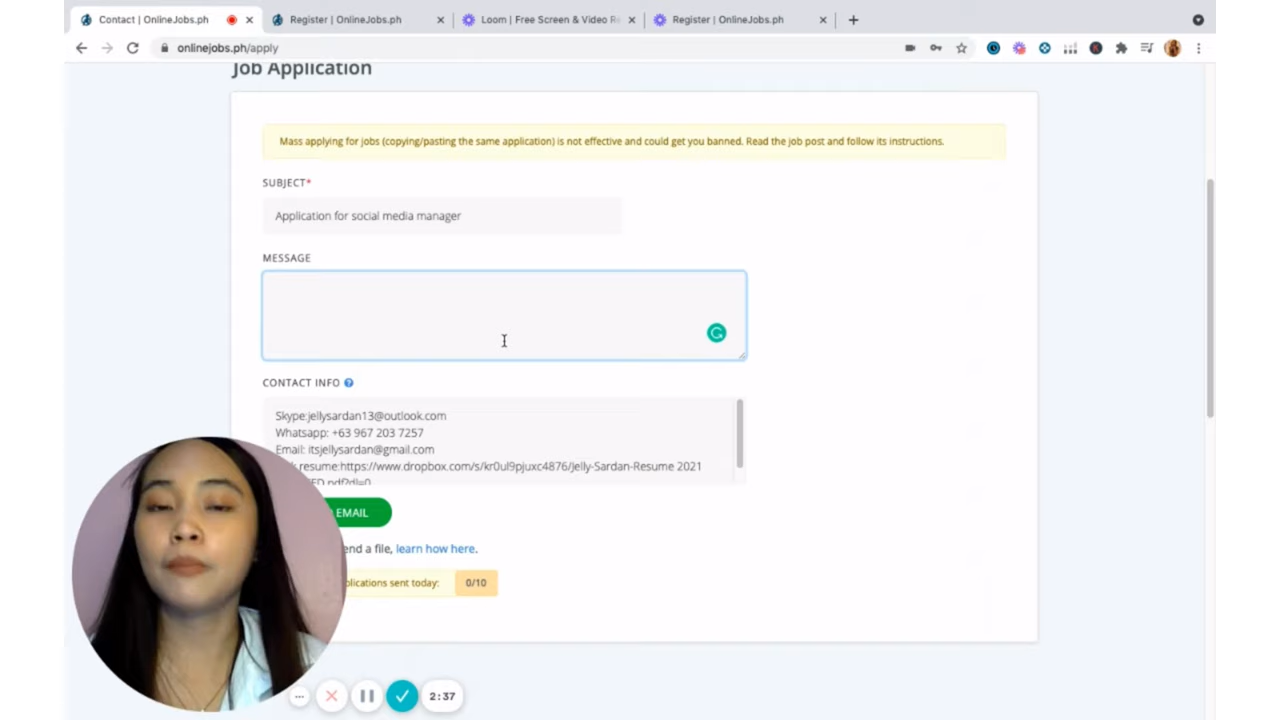 Contact | OnlineJobs.ph
Register | OnlineJobs.ph
Loom | Free Screen & Video Re
Register | OnlineJobs.ph
onlinejobs.ph/apply
Job Application
Mass applying for jobs (copying/pasting the same application) is not effective and could get you banned. Read the job post and follow its instructions.
SUBJECT*
Application for social media manager
MESSAGE
CONTACT INFO
Skype:jellysardan13@outlook.com
Whatsapp: +63 967 203 7257
Email: itsjellysardan@gmail.com
resume:https://www.dropbox.com/s/kr0ul9pjuxc4876/Jelly-Sardan-Resume 2021
EMAIL
end a file, learn how here.
plications sent today: 0/10
2:37